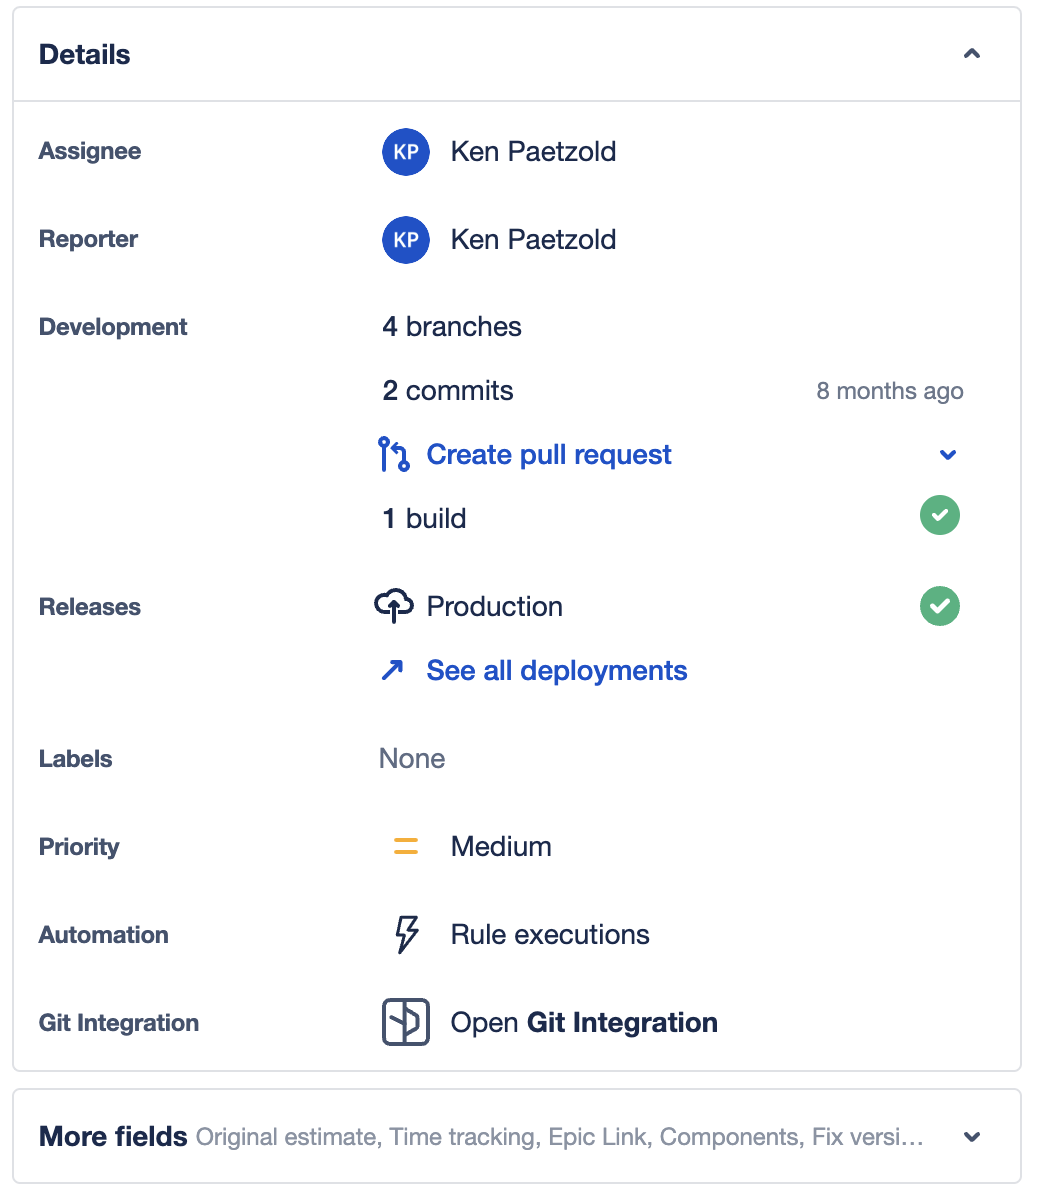 Details
Assignee KP Ken Paetzold
Reporter KP Ken Paetzold
Development 4 branches
2 commits 8 months ago
Create pull request
1 build
Releases Production
See all deployments
Labels None
Priority Medium
Automation Rule executions
Git Integration Open Git Integration
More fields Original estimate, Time tracking, Epic Link, Components, Fix versi...